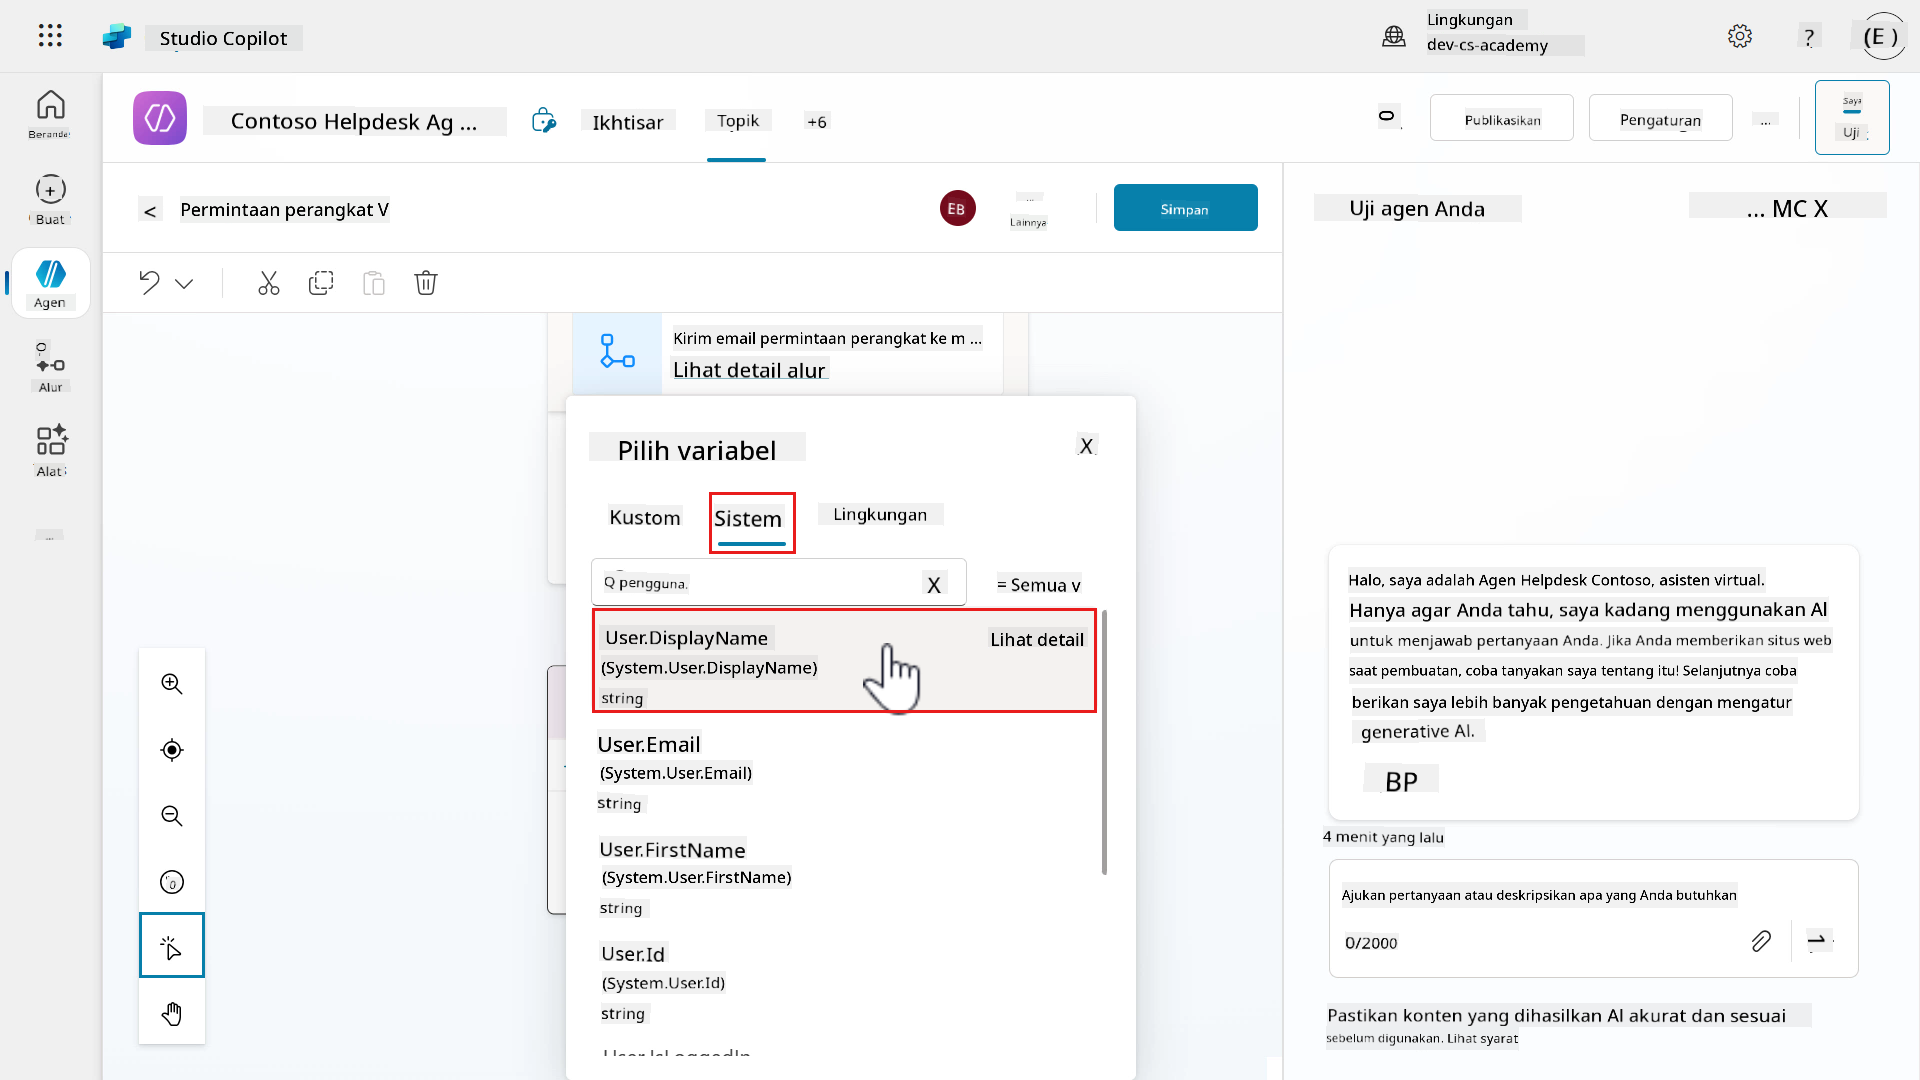 Studio Copilot
Lingkungan
dev-cs-academy
?
(E )
Beranda
Buat
Agen
Alur
Alat
...
Contoso Helpdesk Ag ...
Ikhtisar
Topik
+6
Publikasikan
Pengaturan
...
Saya
Uji
<
Permintaan perangkat V
EB
...
Lainnya
Simpan
Kirim email permintaan perangkat ke m ...
Lihat detail alur
Pilih variabel
X
Kustom
Sistem
Lingkungan
Q pengguna.
X
= Semua v
User.DisplayName
Lihat detail
(System.User.DisplayName)
string
User.Email
(System.User.Email)
string
User.FirstName
(System.User.FirstName)
string
User.Id
(System.User.Id)
string
User.IsLoggedIn
Uji agen Anda
... MC X
Halo, saya adalah Agen Helpdesk Contoso, asisten virtual.
Hanya agar Anda tahu, saya kadang menggunakan AI
untuk menjawab pertanyaan Anda. Jika Anda memberikan situs web
saat pembuatan, coba tanyakan saya tentang itu! Selanjutnya coba
berikan saya lebih banyak pengetahuan dengan mengatur
generative AI.
BP
4 menit yang lalu
Ajukan pertanyaan atau deskripsikan apa yang Anda butuhkan
0/2000
Pastikan konten yang dihasilkan AI akurat dan sesuai
sebelum digunakan. Lihat syarat